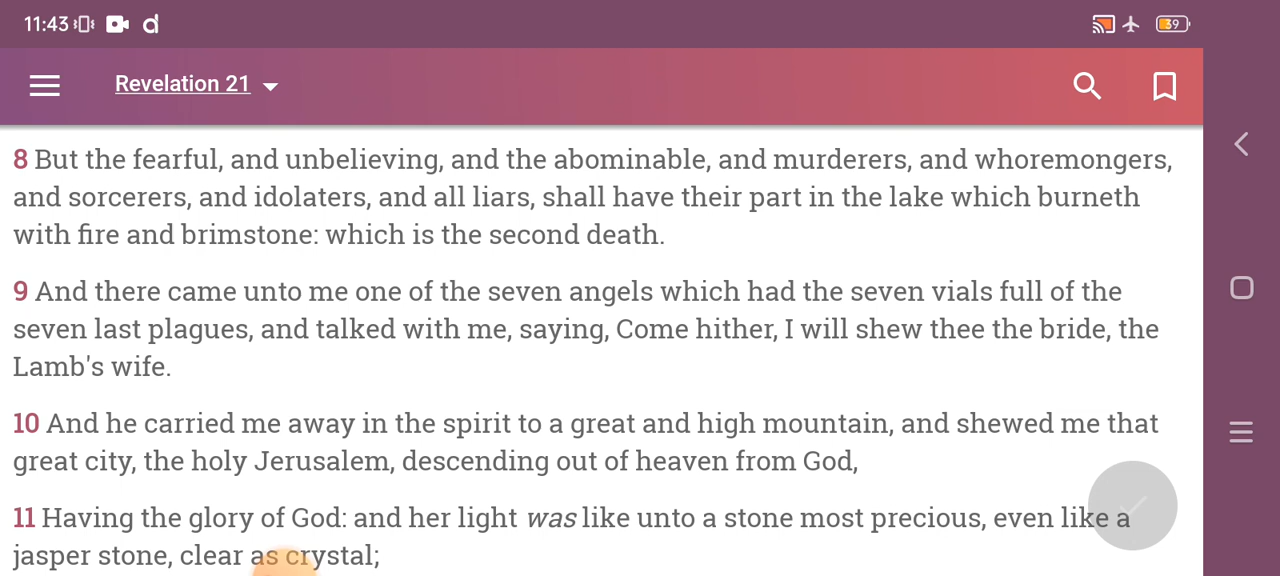 11:43 d 39
Revelation 21
8 But the fearful, and unbelieving, and the abominable, and murderers, and whoremongers,
and sorcerers, and idolaters, and all liars, shall have their part in the lake which burneth
with fire and brimstone: which is the second death.
9 And there came unto me one of the seven angels which had the seven vials full of the
seven last plagues, and talked with me, saying, Come hither, I will shew thee the bride, the
Lamb's wife.
10 And he carried me away in the spirit to a great and high mountain, and shewed me that
great city, the holy Jerusalem, descending out of heaven from God,
11 Having the glory of God: and her light was like unto a stone most precious, even like a
jasper stone, clear as crystal;